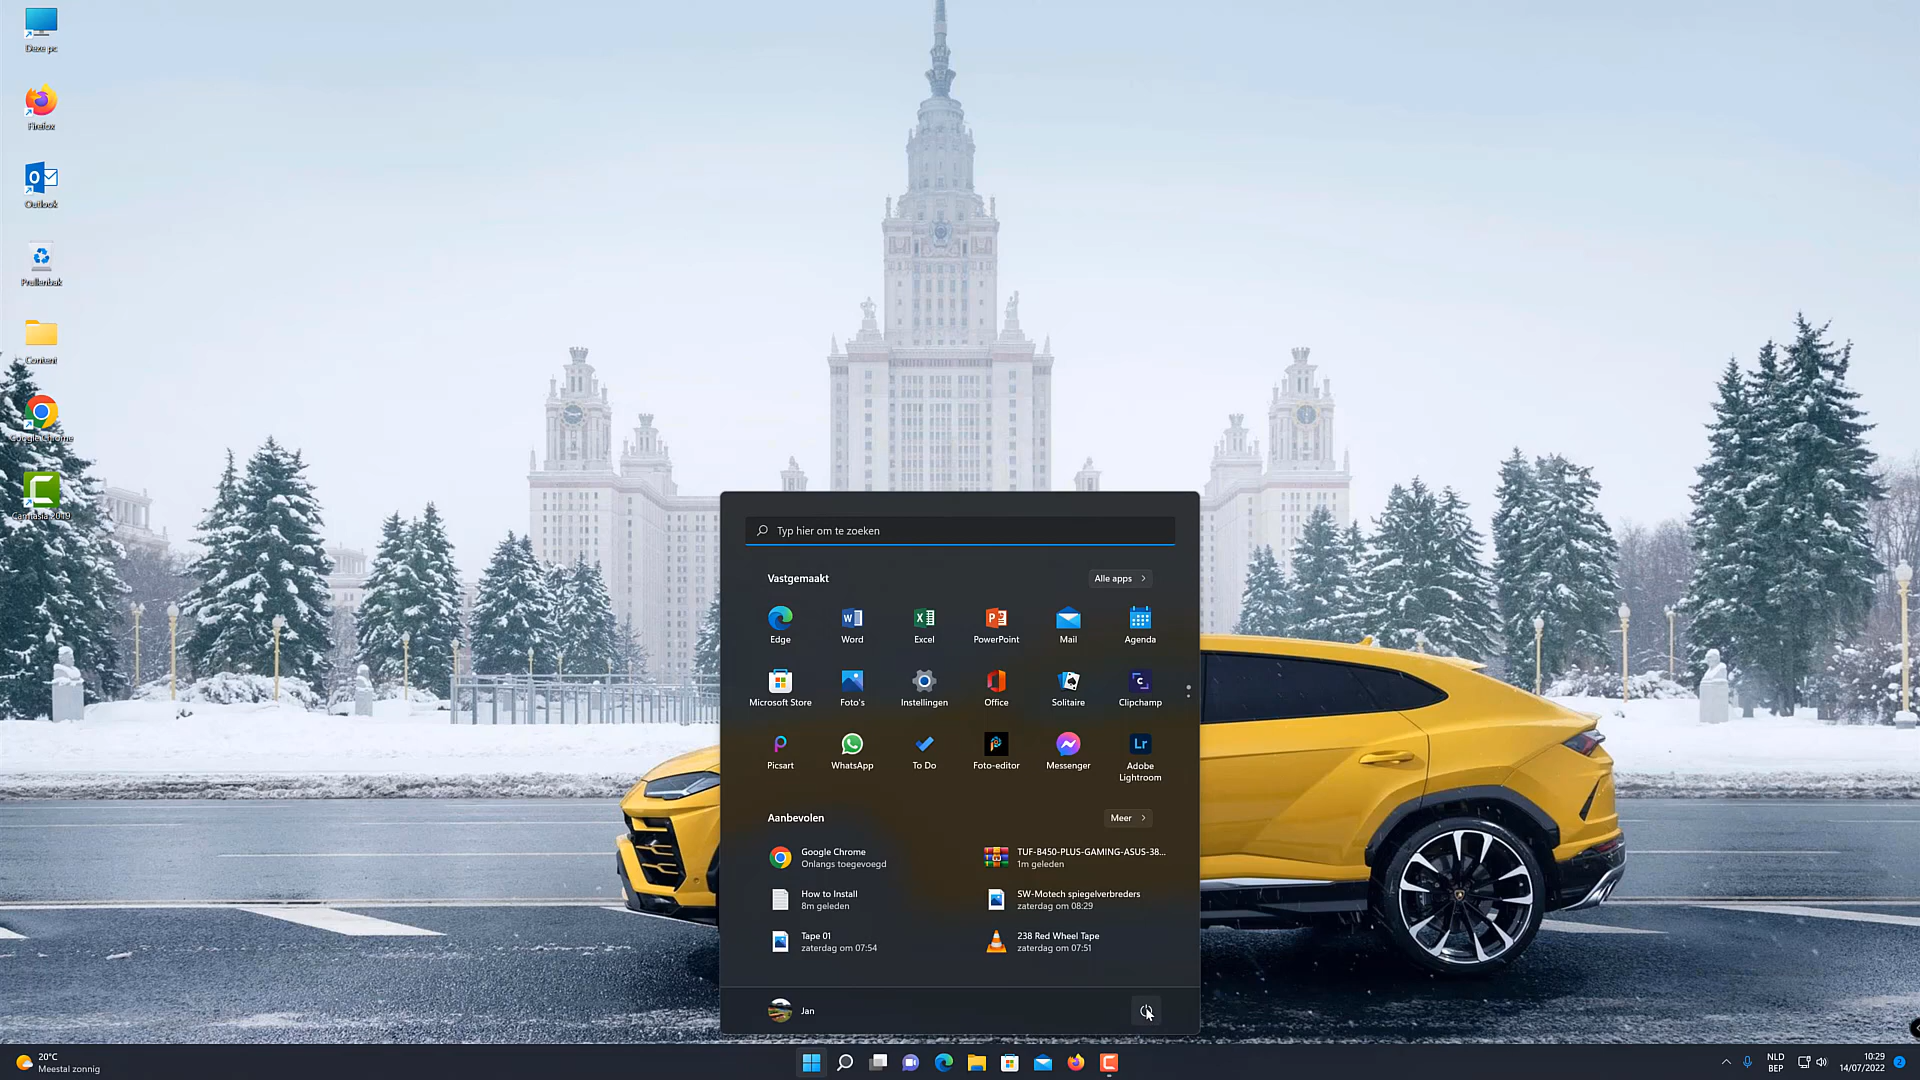 Deze pc
Firefox
Outlook
Prullenbak
Content
Google Chrome
Camtasia 2019
Typ hier om te zoeken
Vastgemaakt
Alle apps
Edge
Word
Excel
PowerPoint
Mail
Agenda
Microsoft Store
Foto's
Instellingen
Office
Solitaire
Clipchamp
Picsart
WhatsApp
To Do
Foto-editor
Messenger
Adobe
Lightroom
Aanbevolen
Meer
Google Chrome
Onlangs toegevoegd
TUF-B450-PLUS-GAMING-ASUS-38...
1m geleden
How to Install
8m geleden
SW-Motech spiegelverbreders
zaterdag om 08:29
Tape 01
zaterdag om 07:54
238 Red Wheel Tape
zaterdag om 07:51
Jan
20°C
Meestal zonnig
NLD
BEP
10:29
14/07/2022
2